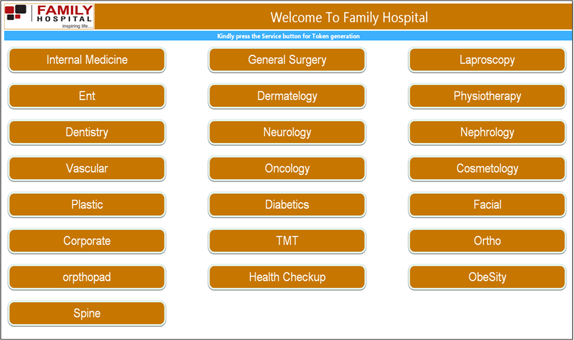 FAMILY
HOSPITAL
inspiring life...
Welcome To Family Hospital
Kindly press the Service button for Token generation
Internal Medicine
General Surgery
Laproscopy
Ent
Dermatelogy
Physiotherapy
Dentistry
Neurology
Nephrology
Vascular
Oncology
Cosmetology
Plastic
Diabetics
Facial
Corporate
TMT
Ortho
orpthopad
Health Checkup
ObeSity
Spine